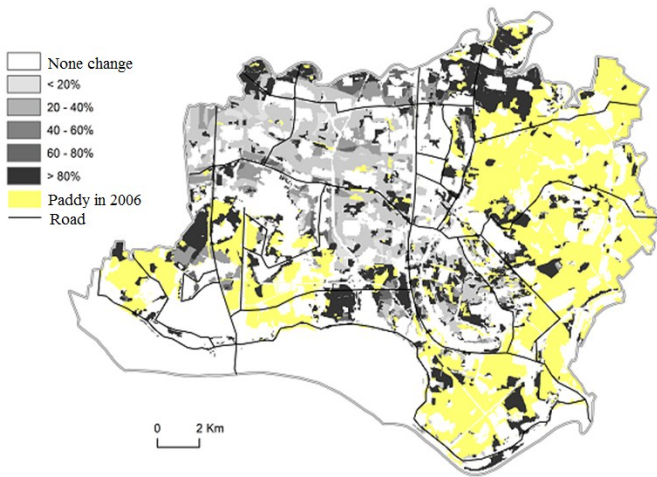 None change
< 20%
20 - 40%
40 - 60%
60 - 80%
> 80%
Paddy in 2006
Road
0 2 Km